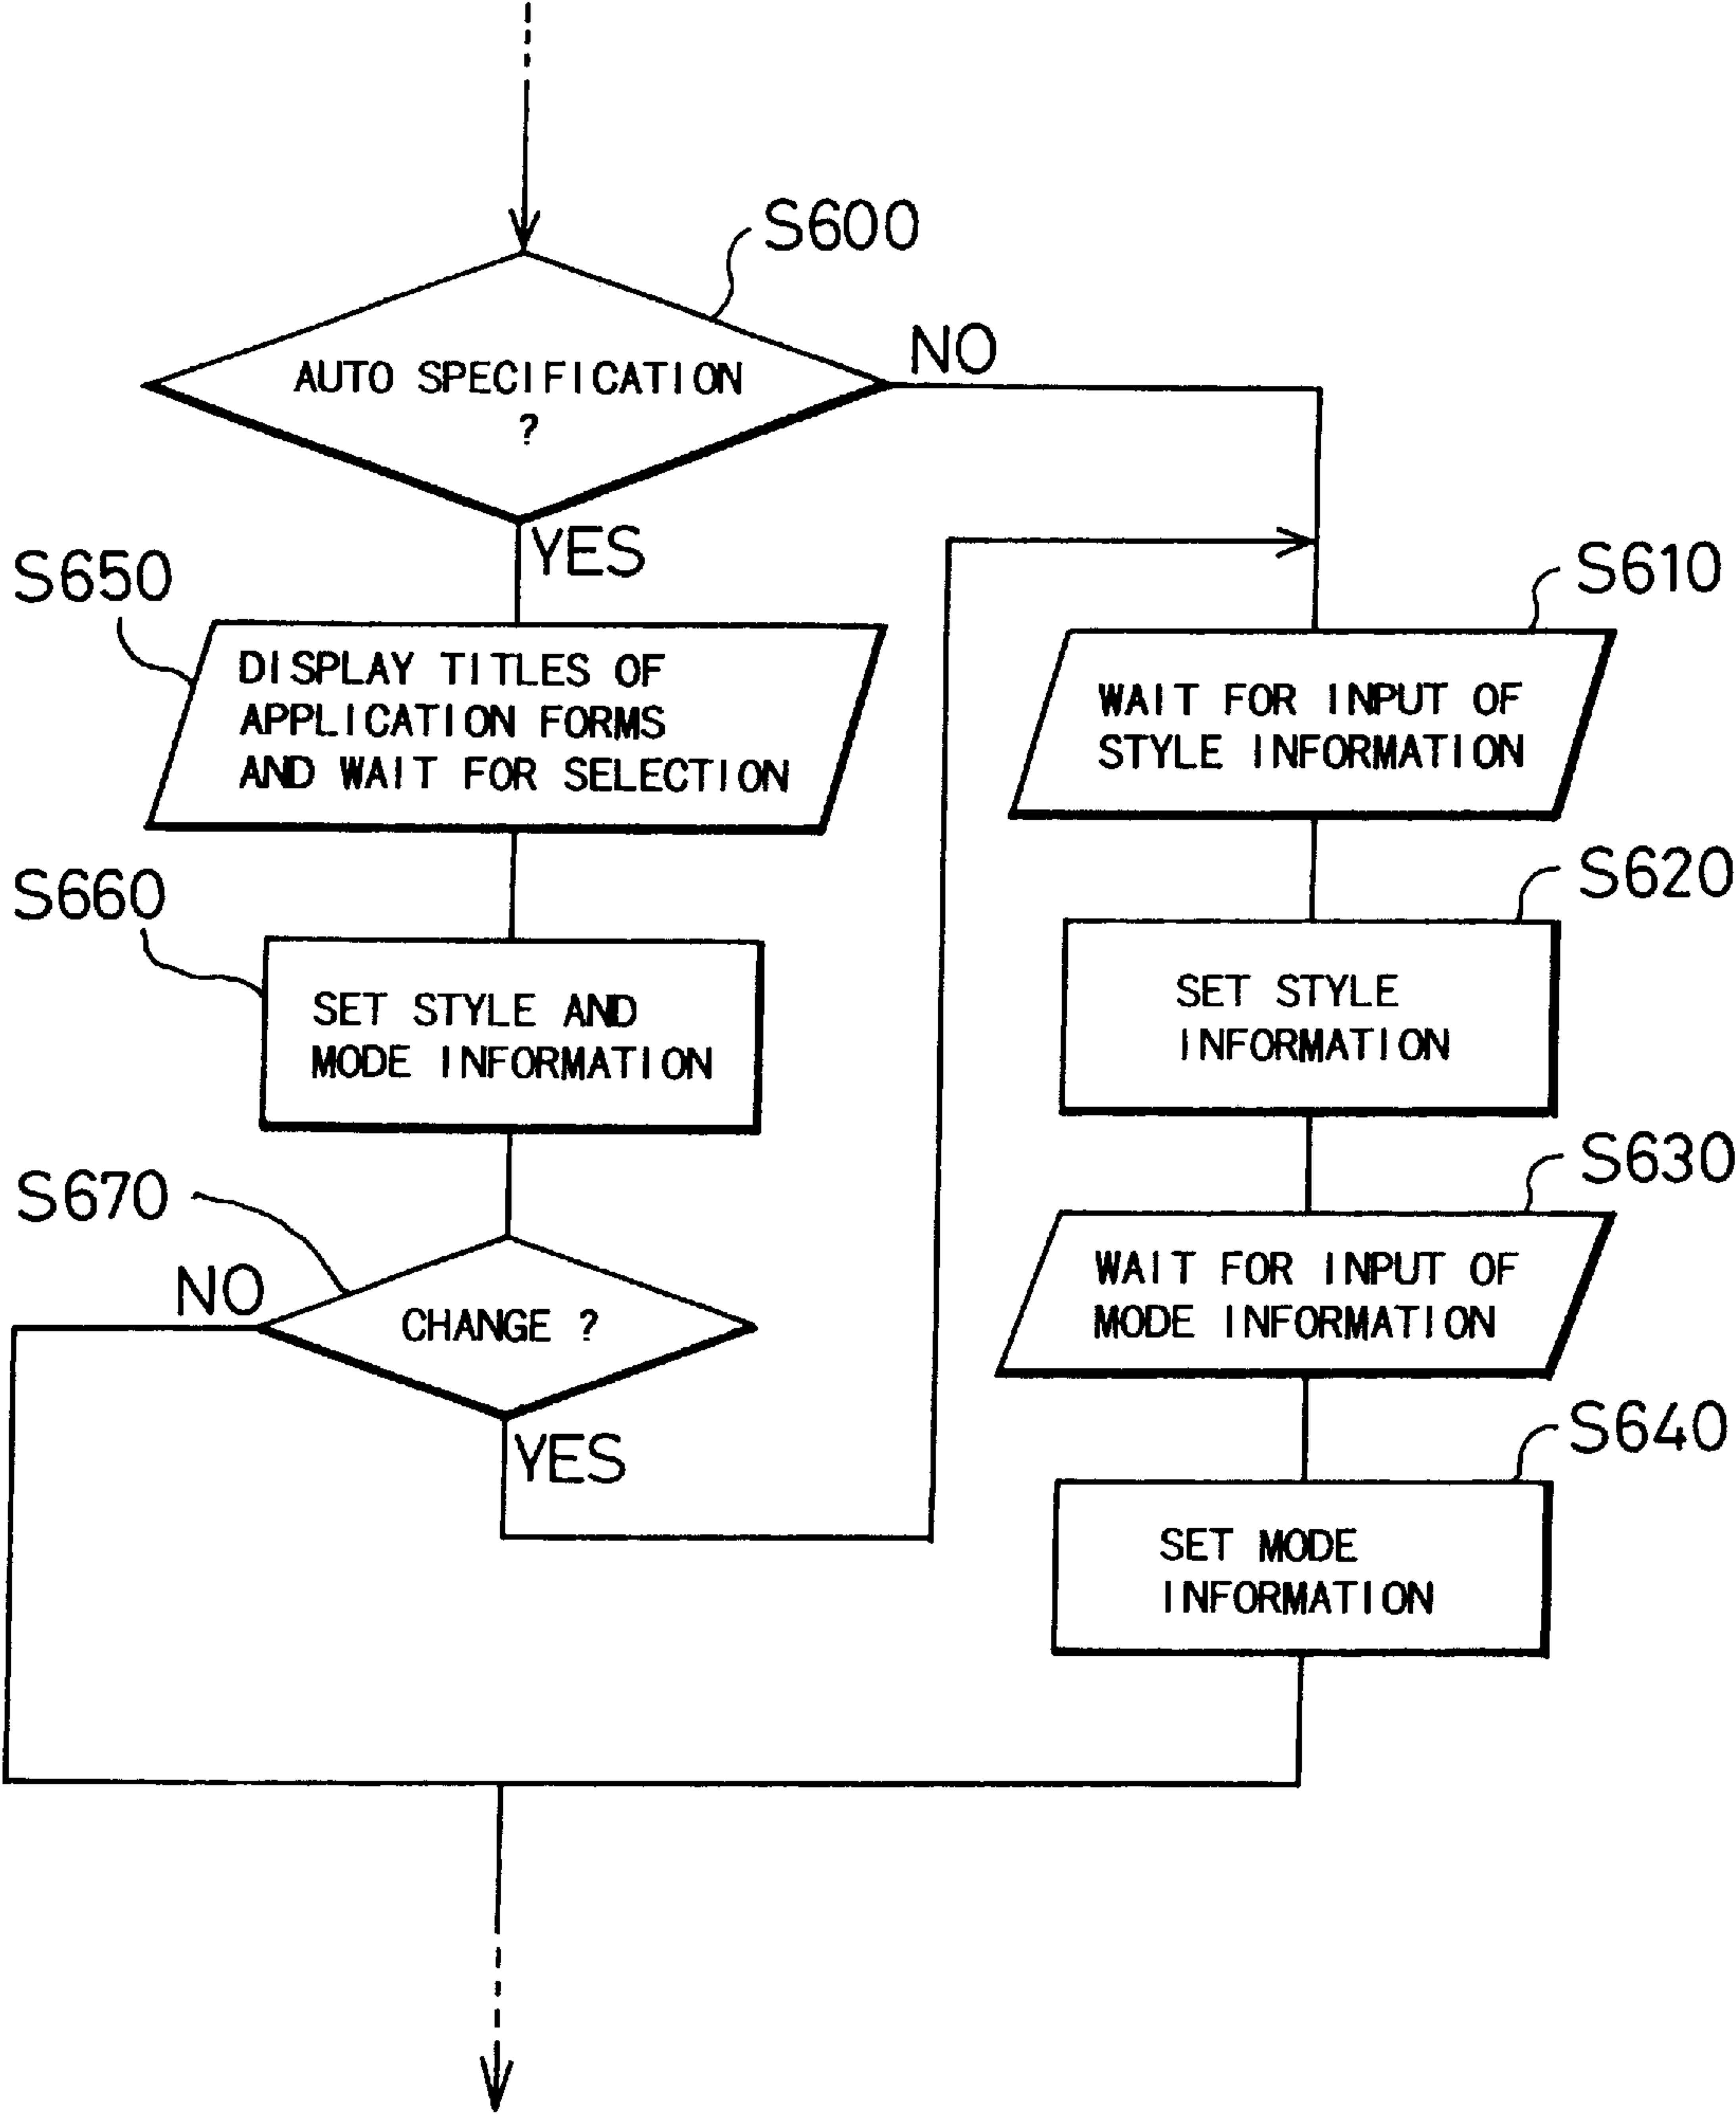 S600
AUTO SPECIFICATION
?
NO
YES
S650
DISPLAY TITLES OF
APPLICATION FORMS
AND WAIT FOR SELECTION
S660
SET STYLE AND
MODE INFORMATION
S670
NO
CHANGE ?
YES
S610
WAIT FOR INPUT OF
STYLE INFORMATION
S620
SET STYLE
INFORMATION
S630
WAIT FOR INPUT OF
MODE INFORMATION
S640
SET MODE
INFORMATION